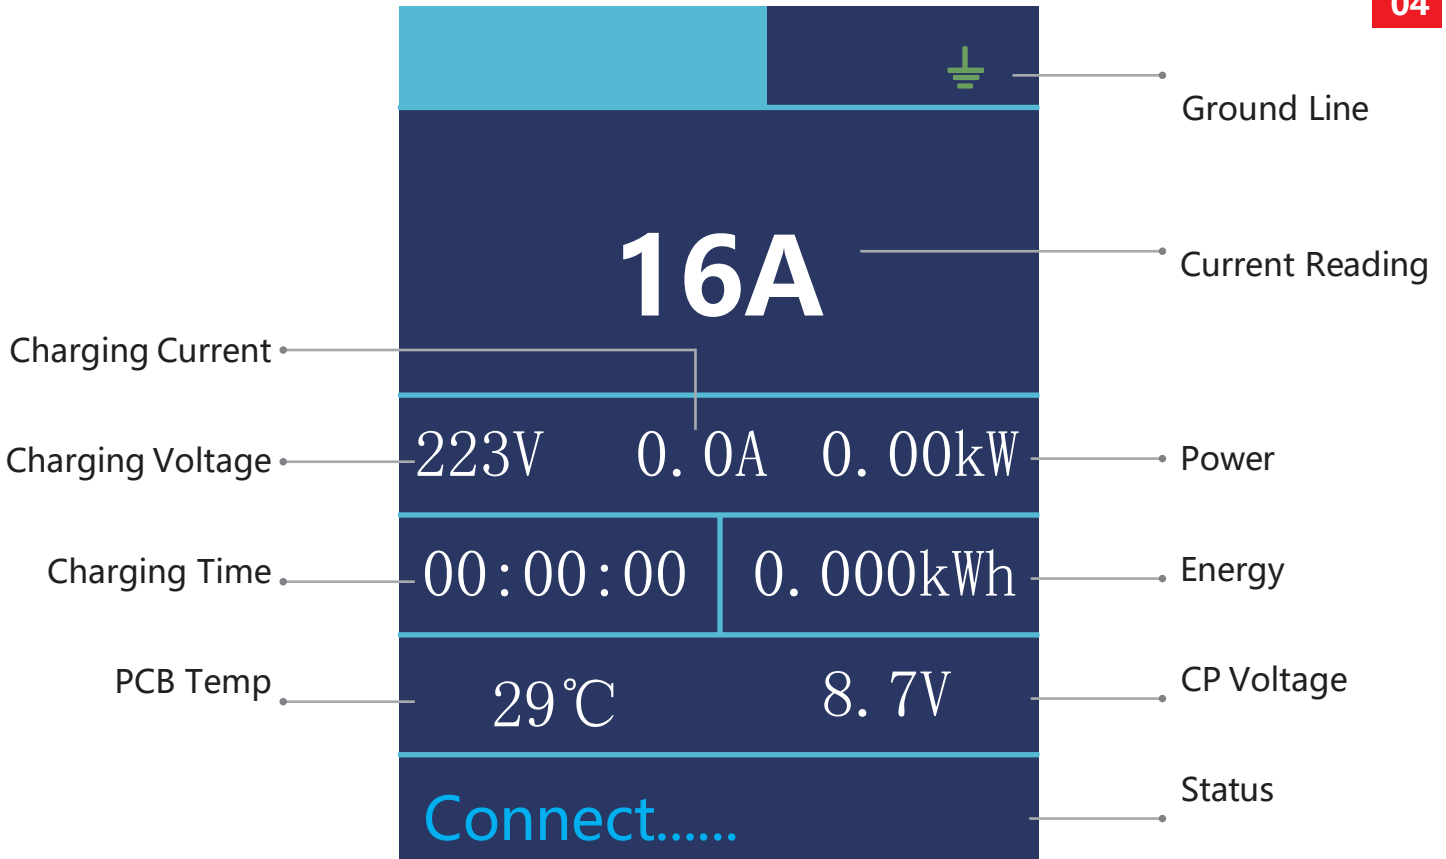 04
Ground Line
16A
Current Reading
Charging Current
Charging Voltage
223V 0.0A 0.00kW
Power
Charging Time
00:00:00 0.000kWh
Energy
PCB Temp
29℃ 8.7V
CP Voltage
Status
Connect......